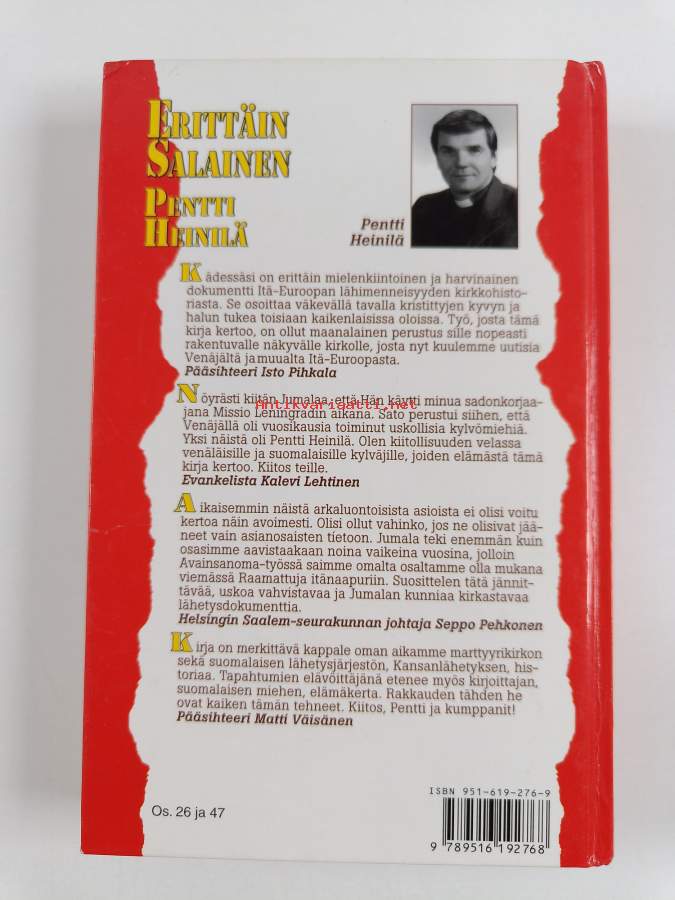 ERITTÄIN
SALAINEN
PENTTI
HEINILÄ
Pentti
Heinilä
Kädessäsi on erittäin mielenkiintoinen ja harvinainen
dokumentti Itä-Euroopan lähimenneisyyden kirkkohisto-
riasta. Se osoittaa väkevällä tavalla kristittyjen kyvyn ja
halun tukea toisiaan kaikenlaisissa oloissa. Työ, josta tämä
kirja kertoo, on ollut maanalainen perustus sille nopeasti
rakentuvalle näkyvälle kirkolle, josta nyt kuulemme uutisia
Venäjältä ja muualta Itä-Euroopasta.
Pääsihteeri Isto Pihkala
Nöyrästi kiitän Jumalaa, että Hän käytti minua sadonkorjaa-
jana Missio Leningradin aikana. Sato perustui siihen, että
Antikvariaatti.net
Venäjällä oli vuosikausia toiminut uskollisia kylvömiehiä.
Yksi näistä oli Pentti Heinilä. Olen kiitollisuuden velassa
venäläisille ja suomalaisille kylväjille, joiden elämästä tämä
kirja kertoo. Kiitos teille.
Evankelista Kalevi Lehtinen
Aikaisemmin näistä arkaluontoisista asioista ei olisi voitu
kertoa näin avoimesti. Olisi ollut vahinko, jos ne olisivat jää-
neet vain asianosaisten tietoon. Jumala teki enemmän kuin
osasimme aavistaakaan noina vaikeina vuosina, jolloin
Avainsanoma-työssä saimme omalta osaltamme olla mukana
viemässä Raamattuja itänaapuriin. Suosittelen tätä jännit-
tävää, uskoa vahvistavaa ja Jumalan kunniaa kirkastavaa
lähetysdokumenttia.
Helsingin Saalem-seurakunnan johtaja Seppo Pehkonen
Kirja on merkittävä kappale oman aikamme marttyyrikirkon
sekä suomalaisen lähetysjärjestön, Kansanlähetyksen, his-
toriaa. Tapahtumien elävöittäjänä etenee myös kirjoittajan,
suomalaisen miehen, elämäkerta. Rakkauden tähden he
ovat kaiken tämän tehneet. Kiitos, Pentti ja kumppanit!
Pääsihteeri Matti Väisänen
ISBN 951-619-276-9
Os. 26 ja 47
9 789516 192768